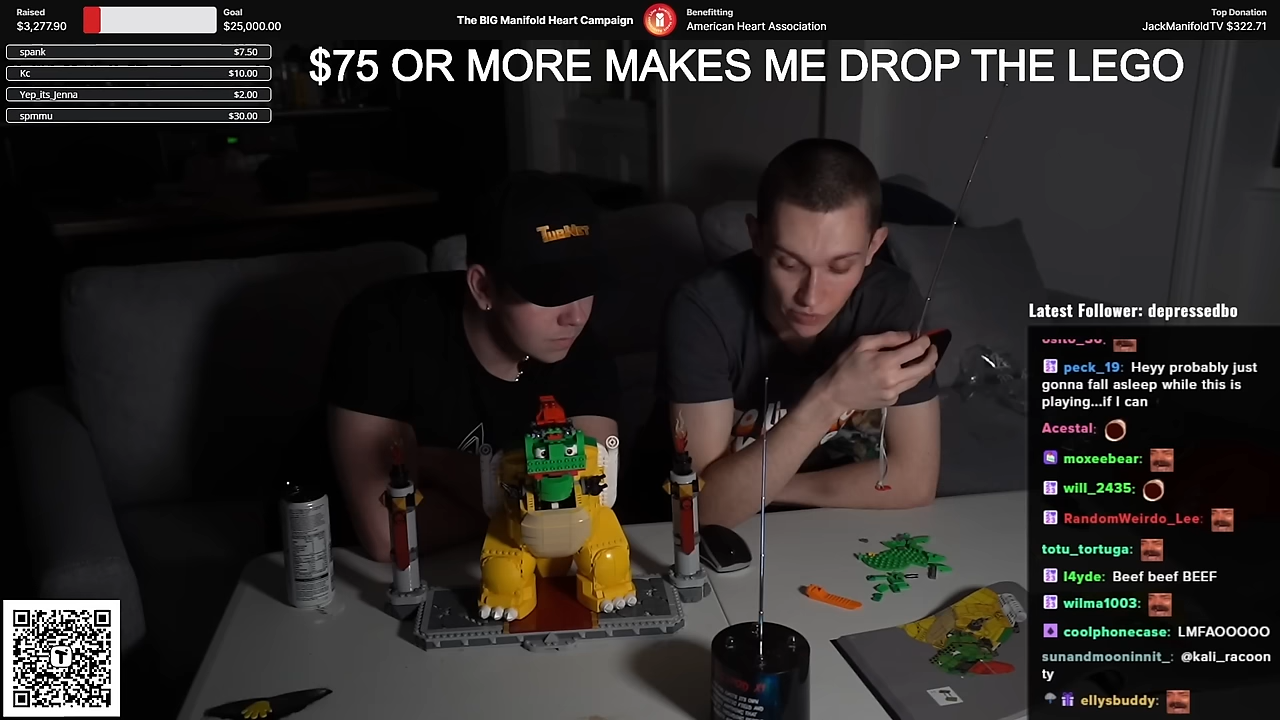 Raised
$3,277.90
Goal
$25,000.00
The BIG Manifold Heart Campaign
Benefitting
American Heart Association
Top Donation
JackManifoldTV $322.71
spank $7.50
Kc $10.00
Yep_its_Jenna $2.00
spmmu $30.00
$75 OR MORE MAKES ME DROP THE LEGO
TubNet
Latest Follower: depressedbo
peck_19: Heyy probably just
gonna fall asleep while this is
playing...if I can
Acestal:
moxeebear:
will_2435:
RandomWeirdo_Lee:
totu_tortuga:
l4yde: Beef beef BEEF
wilma1003:
coolphonecase: LMFAOOOOO
sunandmooninnit_: @kali_racoon
ty
ellysbuddy: